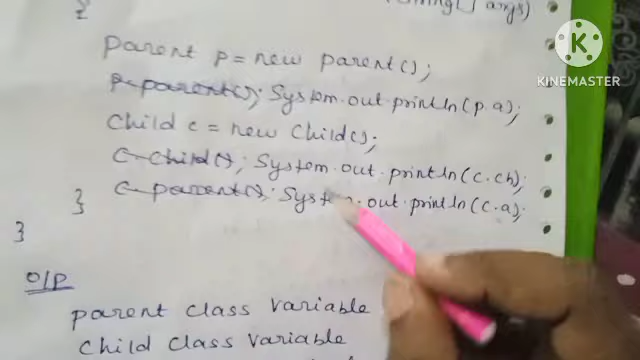 (String[] args)
{
KINEMASTER
parent p = new parent();
p.parent(); System.out.println(p.a);
Child c = new Child();
c.child(); System.out.println(c.ch);
c.parent(); System.out.println(c.a);
}
}
O/P
parent class variable
child class variable